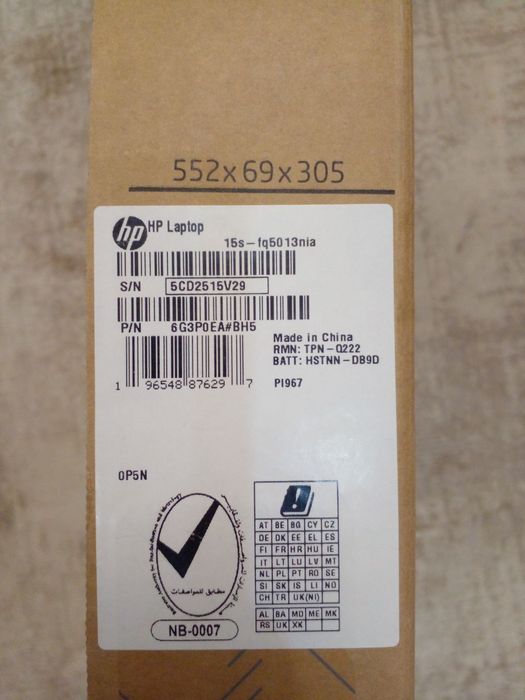 552x69x305
hp HP Laptop
15s-fq5013nia
S/N 5CD2515V29
P/N 6G3P0EA#BH5
Made in China
RMN: TPN-Q222
BATT: HSTNN-DB9D
1 96548 87629 7
PI967
0P5N
AT BE BG CY CZ
DE DK EE EL ES
FI FR HR HU IE
IT LT LU LV MT
NL PL PT RO SE
SI SK IS LI NO
CH TR UK(NI)
AL BA MD ME MK
RS UK XK
مطابق للمواصفات
NB-0007